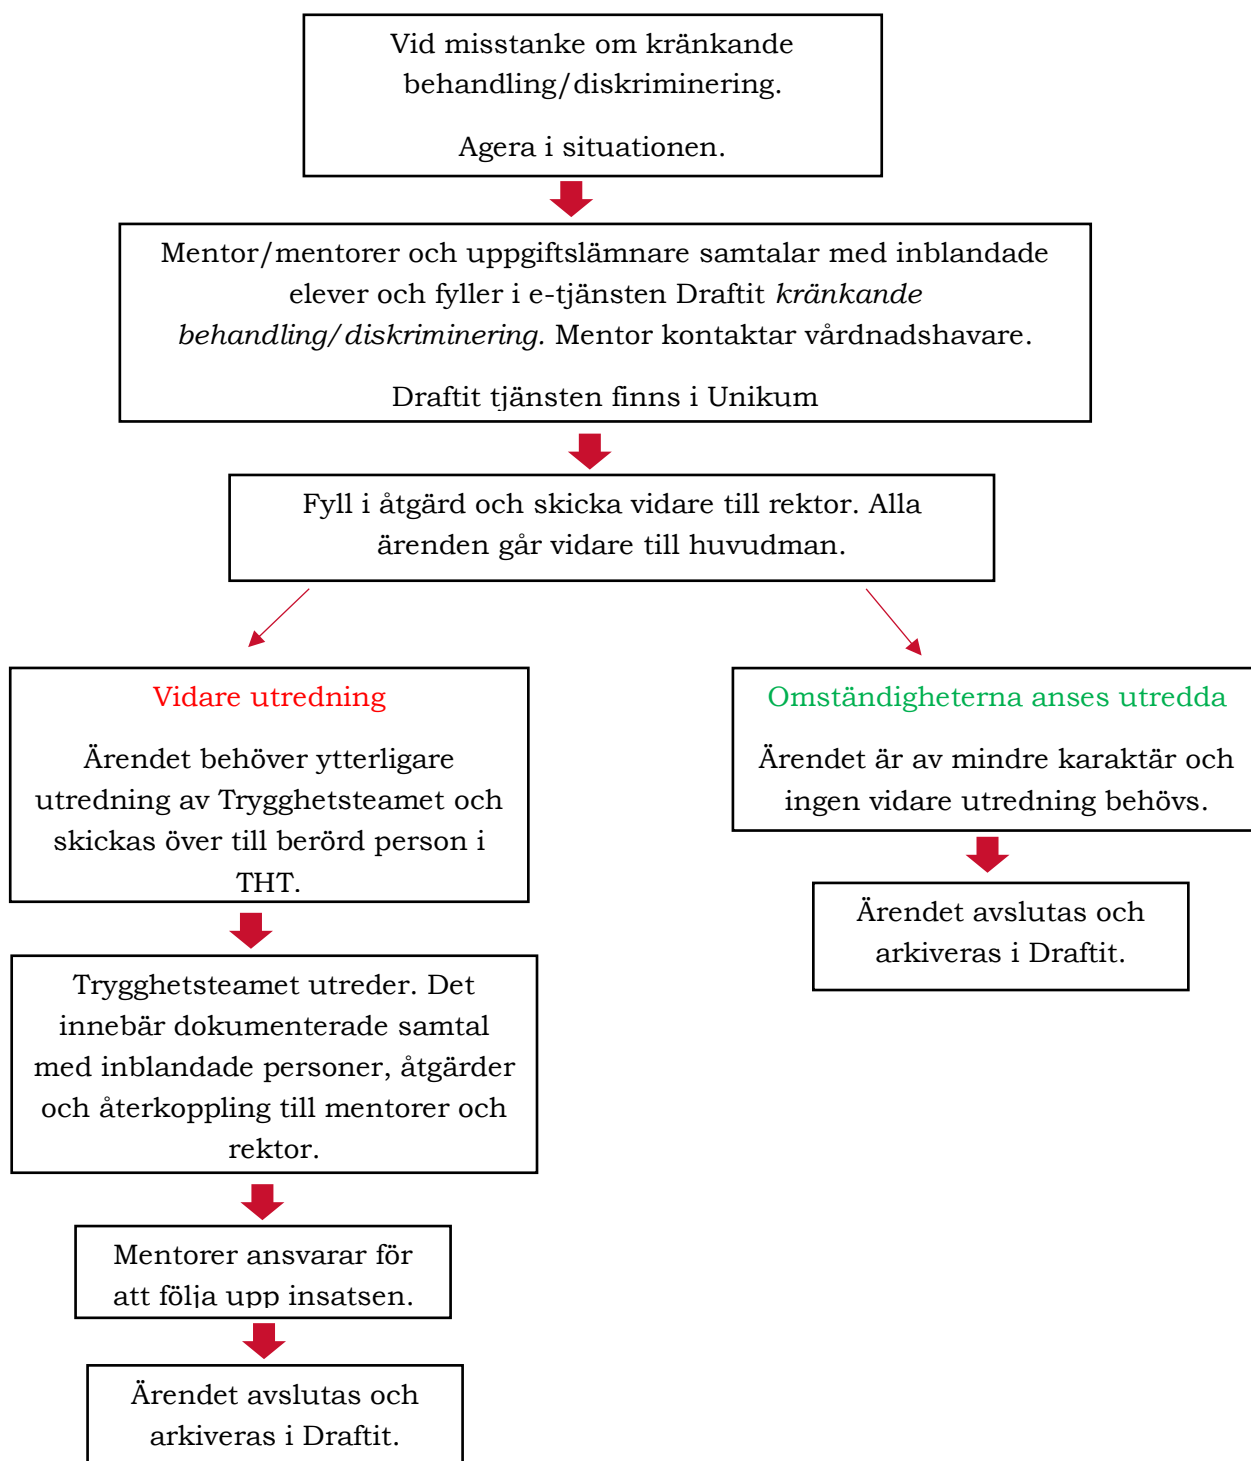 Vid misstanke om kränkande
behandling/diskriminering.
Agera i situationen.
Mentor/mentorer och uppgiftslämnare samtalar med inblandade
elever och fyller i e-tjänsten Draftit kränkande
behandling/diskriminering. Mentor kontaktar vårdnadshavare.
Draftit tjänsten finns i Unikum
Fyll i åtgärd och skicka vidare till rektor. Alla
ärenden går vidare till huvudman.
Vidare utredning
Ärendet behöver ytterligare
utredning av Trygghetsteamet och
skickas över till berörd person i
THT.
Trygghetsteamet utreder. Det
innebär dokumenterade samtal
med inblandade personer, åtgärder
och återkoppling till mentorer och
rektor.
Mentorer ansvarar för
att följa upp insatsen.
Ärendet avslutas och
arkiveras i Draftit.
Omständigheterna anses utredda
Ärendet är av mindre karaktär och
ingen vidare utredning behövs.
Ärendet avslutas och
arkiveras i Draftit.